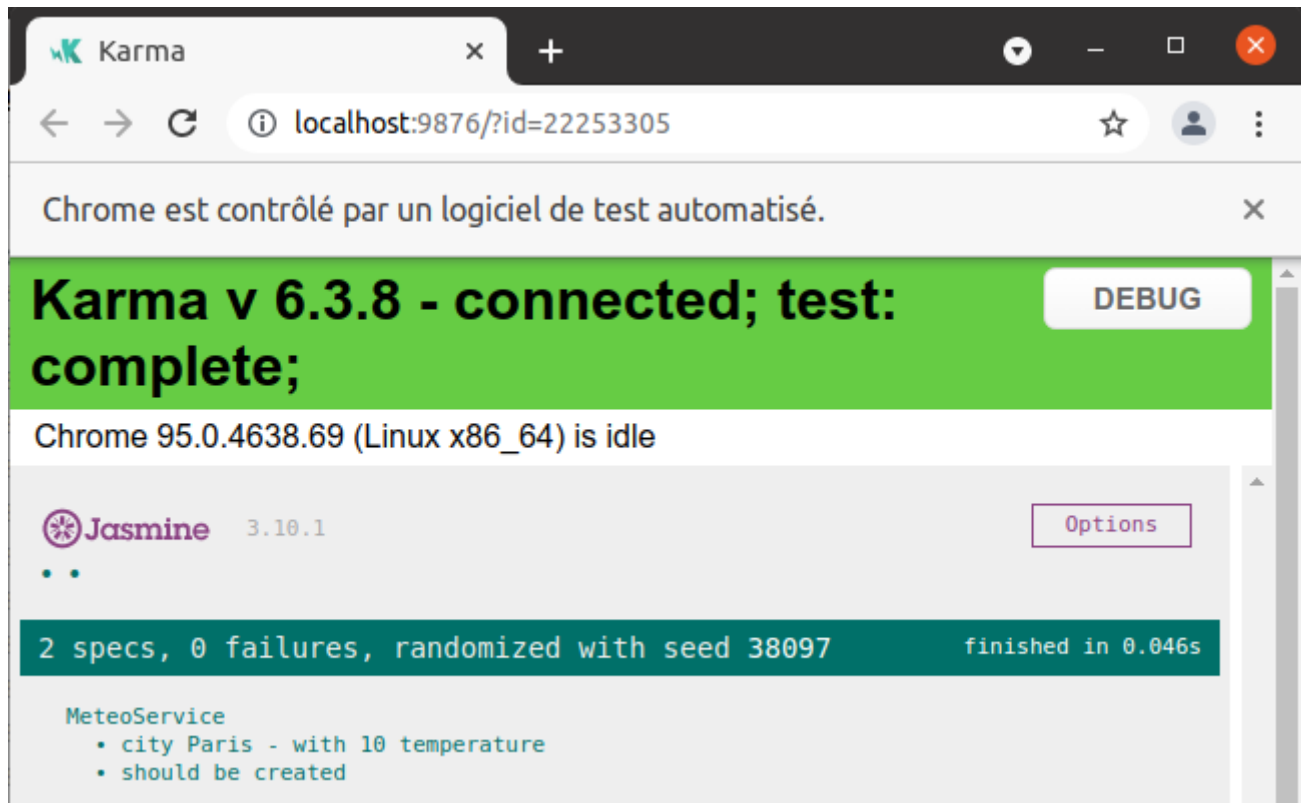 Karma
localhost:9876/?id=22253305
Chrome est contrôlé par un logiciel de test automatisé.
Karma v 6.3.8 - connected; test:
complete;
DEBUG
Chrome 95.0.4638.69 (Linux x86_64) is idle
Jasmine 3.10.1
Options
• •
2 specs, 0 failures, randomized with seed 38097
finished in 0.046s
MeteoService
• city Paris - with 10 temperature
• should be created